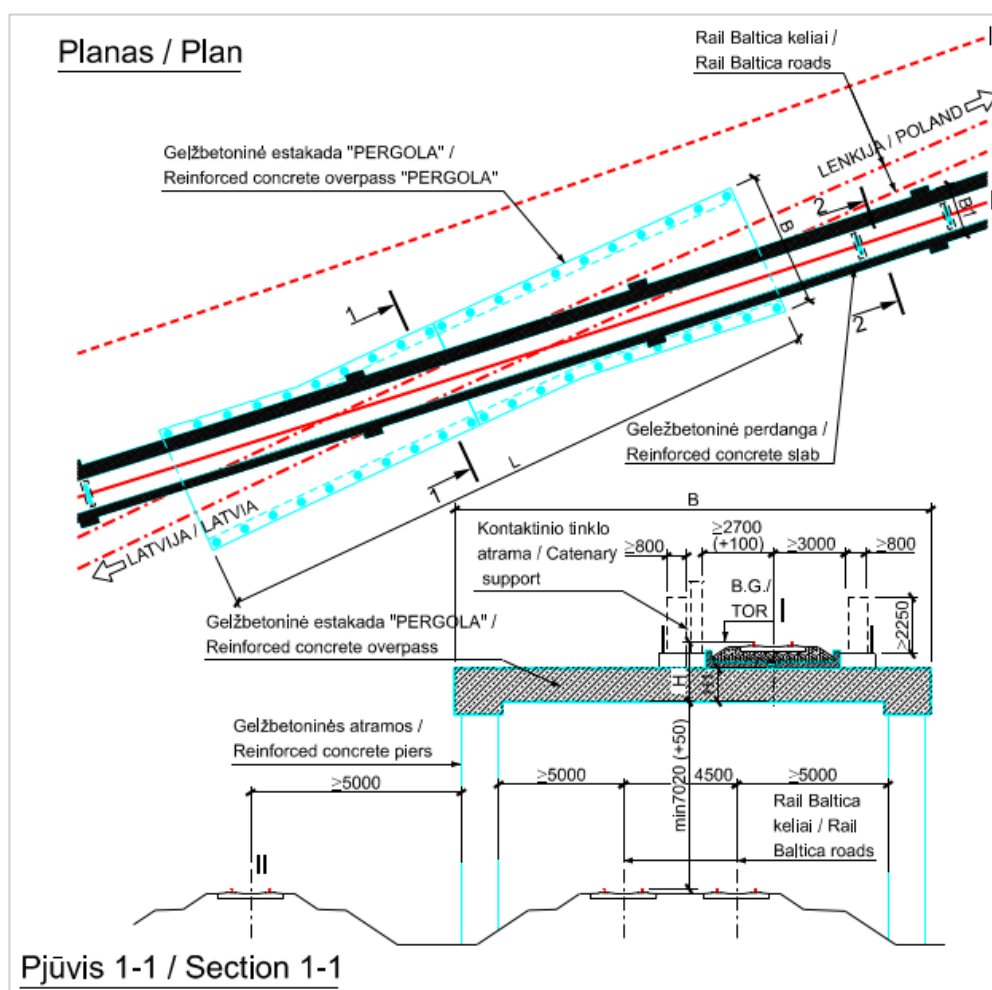 Planas / Plan
Rail Baltica keliai /
Rail Baltica roads
I
LENKIJA / POLAND
Gelžbetoninė estakada "PERGOLA" /
Reinforced concrete overpass "PERGOLA"
B
2
B1
1
2
Geležbetoninė perdanga /
Reinforced concrete slab
L
1
LATVIJA / LATVIA
B
Kontaktinio tinklo
atrama / Catenary
support
≥800
≥2700
(+100)
≥3000
≥800
B.G./
TOR
I
≥2250
Gelžbetoninė estakada "PERGOLA" /
Reinforced concrete overpass
H
H1
Gelžbetoninės atramos /
Reinforced concrete piers
min7020 (+50)
≥5000
≥5000
4500
≥5000
Rail Baltica
keliai / Rail
Baltica roads
II
Pjūvis 1-1 / Section 1-1